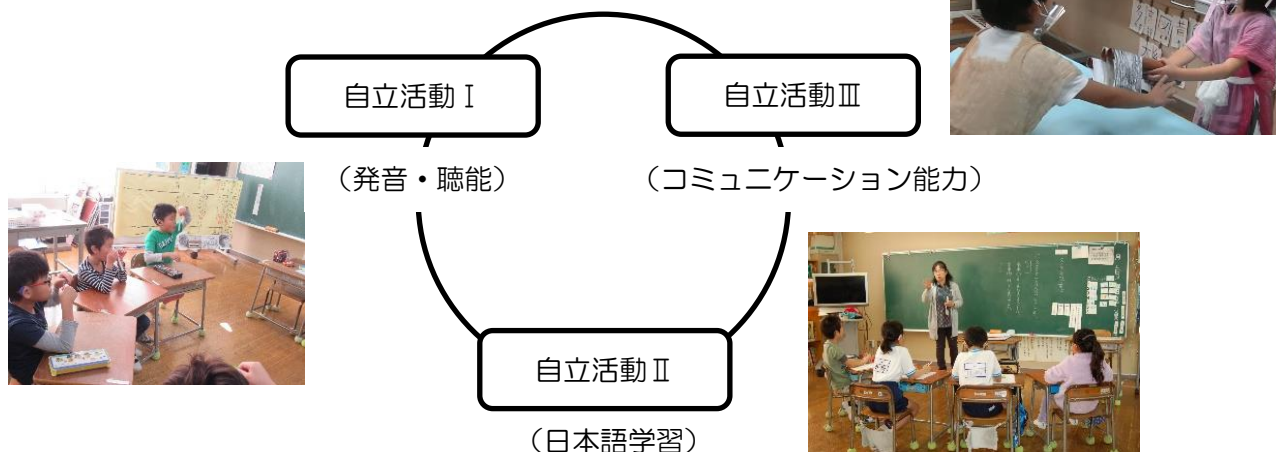 自立活動Ⅰ
自立活動Ⅲ
（発音・聴能）
（コミュニケーション能力）
自立活動Ⅱ
（日本語学習）